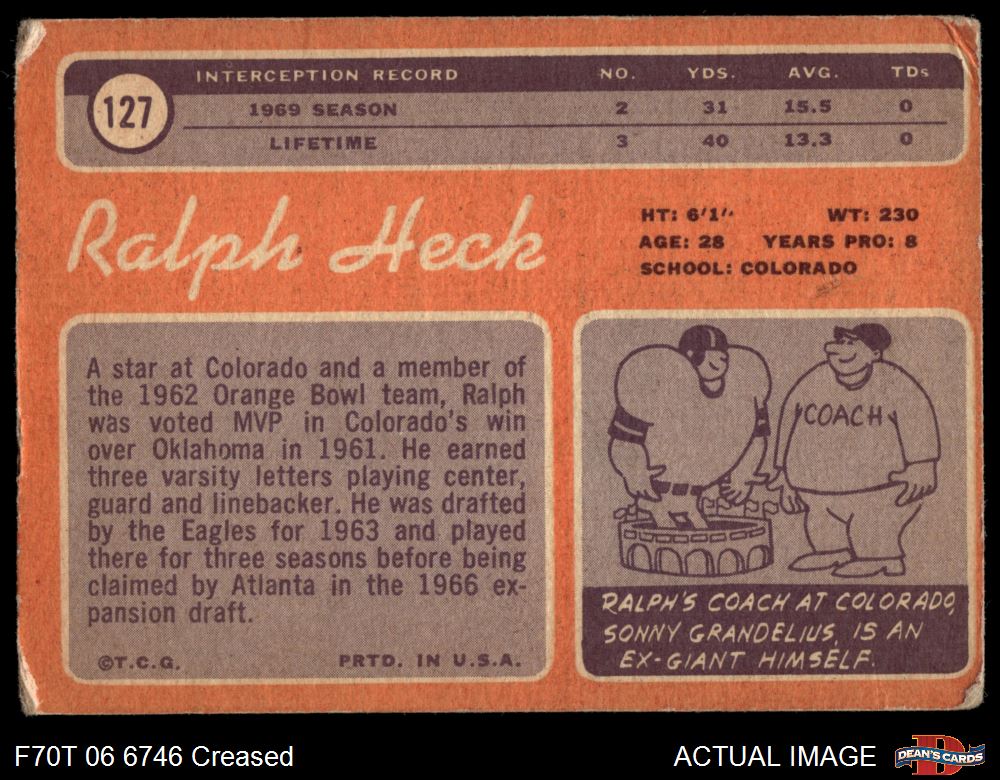 127
INTERCEPTION RECORD NO. YDS. AVG. TDs
1969 SEASON 2 31 15.5 0
LIFETIME 3 40 13.3 0
Ralph Heck
HT: 6'1" WT: 230
AGE: 28 YEARS PRO: 8
SCHOOL: COLORADO
A star at Colorado and a member of
the 1962 Orange Bowl team, Ralph
was voted MVP in Colorado's win
over Oklahoma in 1961. He earned
three varsity letters playing center,
guard and linebacker. He was drafted
by the Eagles for 1963 and played
there for three seasons before being
claimed by Atlanta in the 1966 ex-
pansion draft.
©T.C.G. PRTD. IN U.S.A.
COACH
RALPH'S COACH AT COLORADO,
SONNY GRANDELIUS, IS AN
EX-GIANT HIMSELF.
F70T 06 6746 Creased
ACTUAL IMAGE
DEAN'S CARDS